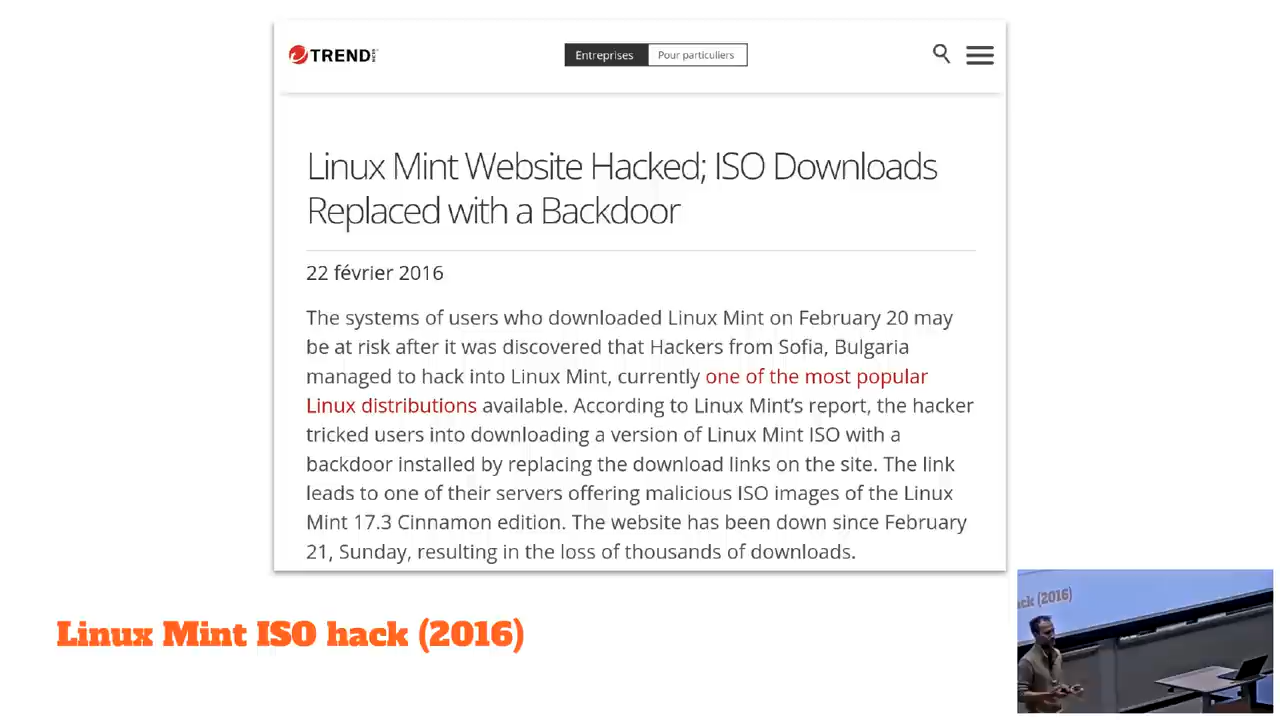 TREND MICRO
Entreprises
Pour particuliers
Linux Mint Website Hacked; ISO Downloads
Replaced with a Backdoor
22 février 2016
The systems of users who downloaded Linux Mint on February 20 may
be at risk after it was discovered that Hackers from Sofia, Bulgaria
managed to hack into Linux Mint, currently one of the most popular
Linux distributions available. According to Linux Mint’s report, the hacker
tricked users into downloading a version of Linux Mint ISO with a
backdoor installed by replacing the download links on the site. The link
leads to one of their servers offering malicious ISO images of the Linux
Mint 17.3 Cinnamon edition. The website has been down since February
21, Sunday, resulting in the loss of thousands of downloads.
Linux Mint ISO hack (2016)
hack (2016)